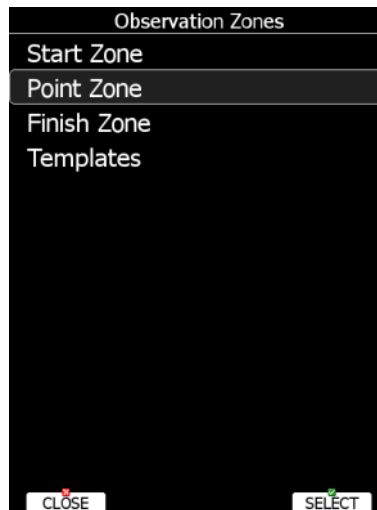 Observation Zones
Start Zone
Point Zone
Finish Zone
Templates
CLOSE SELECT